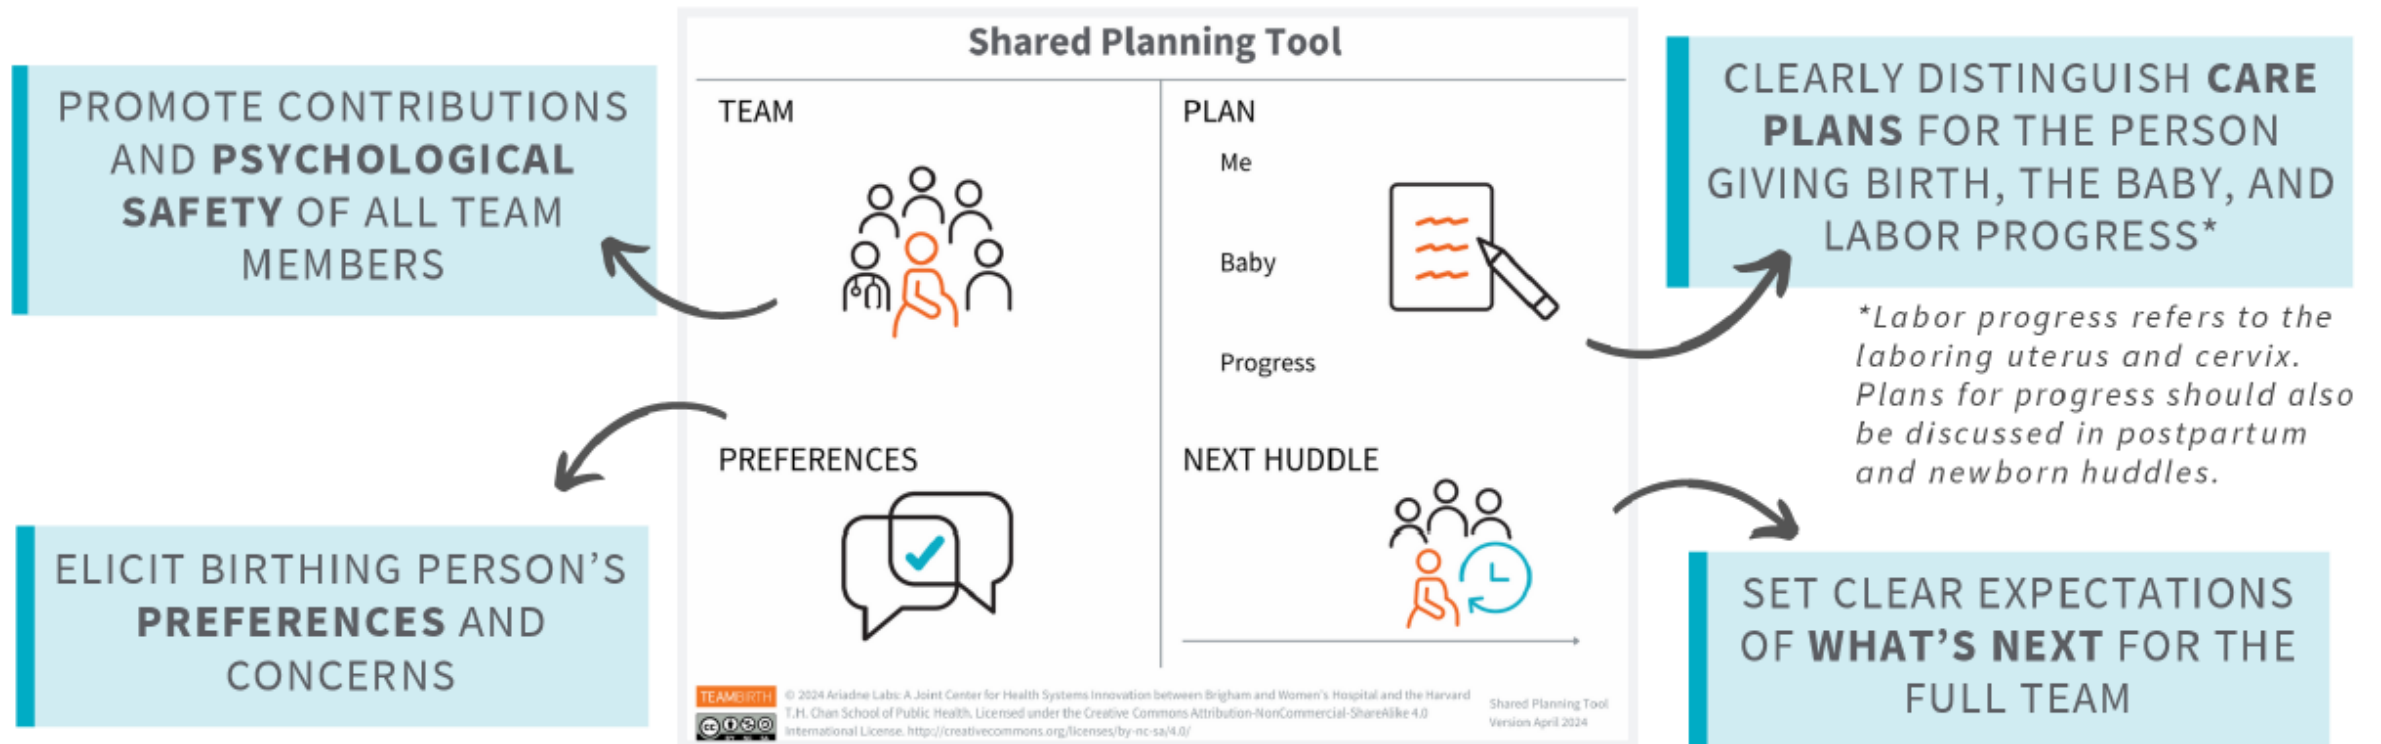 Shared Planning Tool
PROMOTE CONTRIBUTIONS
AND PSYCHOLOGICAL
SAFETY OF ALL TEAM
MEMBERS
TEAM
PLAN
Me
Baby
Progress
CLEARLY DISTINGUISH CARE
PLANS FOR THE PERSON
GIVING BIRTH, THE BABY, AND
LABOR PROGRESS*
*Labor progress refers to the
laboring uterus and cervix.
Plans for progress should also
be discussed in postpartum
and newborn huddles.
PREFERENCES
NEXT HUDDLE
ELICIT BIRTHING PERSON'S
PREFERENCES AND
CONCERNS
SET CLEAR EXPECTATIONS
OF WHAT'S NEXT FOR THE
FULL TEAM
TEAMBIRTH
© 2024 Ariadne Labs: A Joint Center for Health Systems Innovation between Brigham and Women's Hospital and the Harvard
T.H. Chan School of Public Health. Licensed under the Creative Commons Attribution-NonCommercial-ShareAlike 4.0
International License. http://creativecommons.org/licenses/by-nc-sa/4.0/
cc
BY NC SA
Shared Planning Tool
Version April 2024